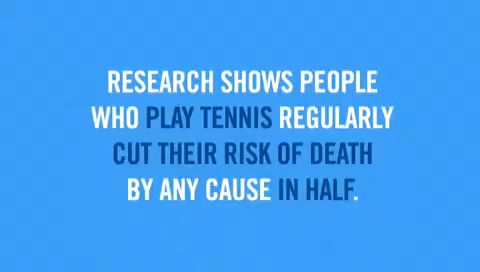 RESEARCH SHOWS PEOPLE
WHO PLAY TENNIS REGULARLY
CUT THEIR RISK OF DEATH
BY ANY CAUSE IN HALF.